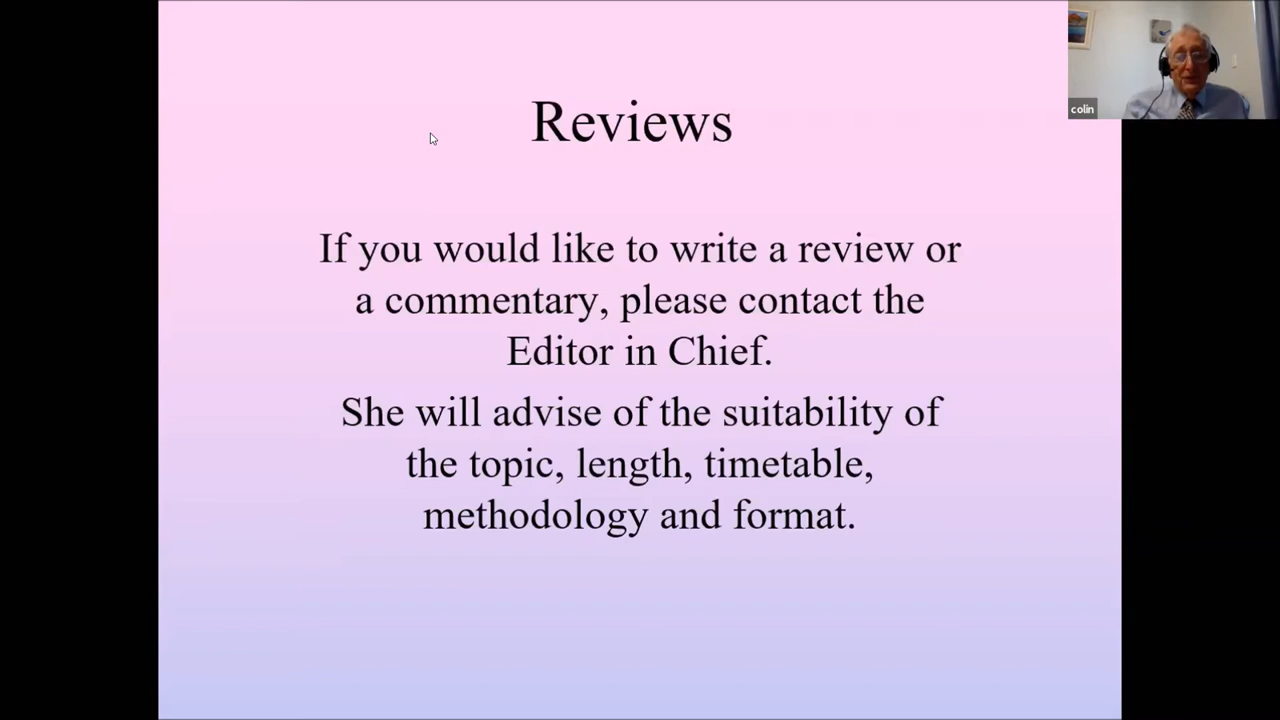 Reviews
colin
If you would like to write a review or
a commentary, please contact the
Editor in Chief.
She will advise of the suitability of
the topic, length, timetable,
methodology and format.